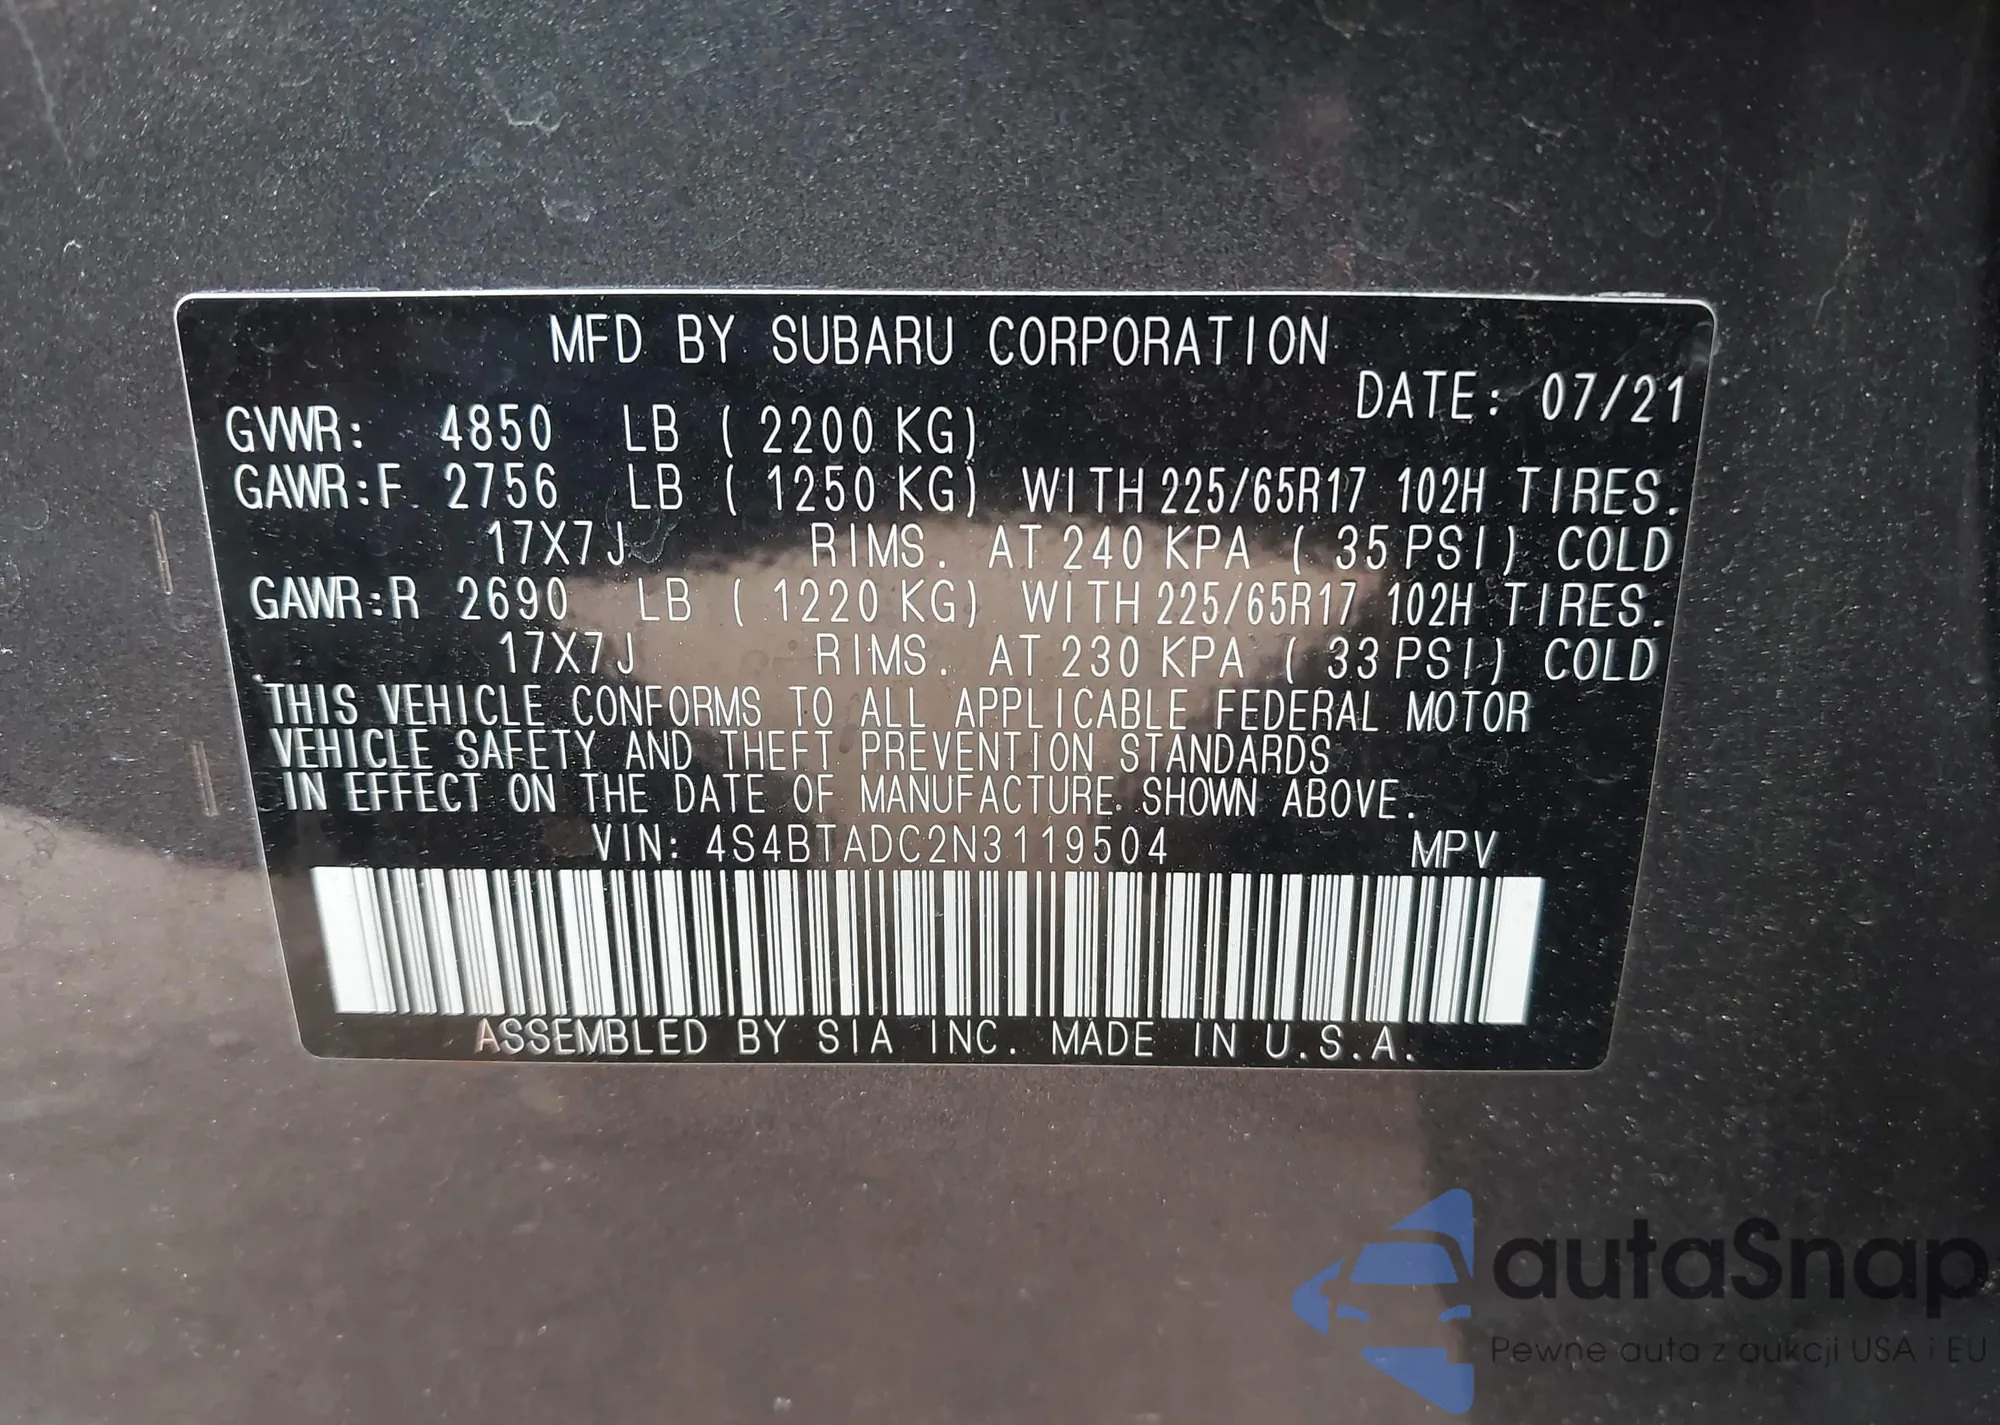 MFD BY SUBARU CORPORATION
DATE: 07/21
GVWR: 4850 LB ( 2200 KG)
GAWR:F 2756 LB ( 1250 KG) WITH 225/65R17 102H TIRES.
17X7J RIMS. AT 240 KPA ( 35 PSI) COLD
GAWR:R 2690 LB ( 1220 KG) WITH 225/65R17 102H TIRES.
17X7J RIMS. AT 230 KPA ( 33 PSI) COLD
THIS VEHICLE CONFORMS TO ALL APPLICABLE FEDERAL MOTOR
VEHICLE SAFETY AND THEFT PREVENTION STANDARDS
IN EFFECT ON THE DATE OF MANUFACTURE SHOWN ABOVE.
VIN: 4S4BTADC2N3119504 MPV
ASSEMBLED BY SIA INC. MADE IN U.S.A.
autaSnap
Pewne auta z aukcji USA i EU